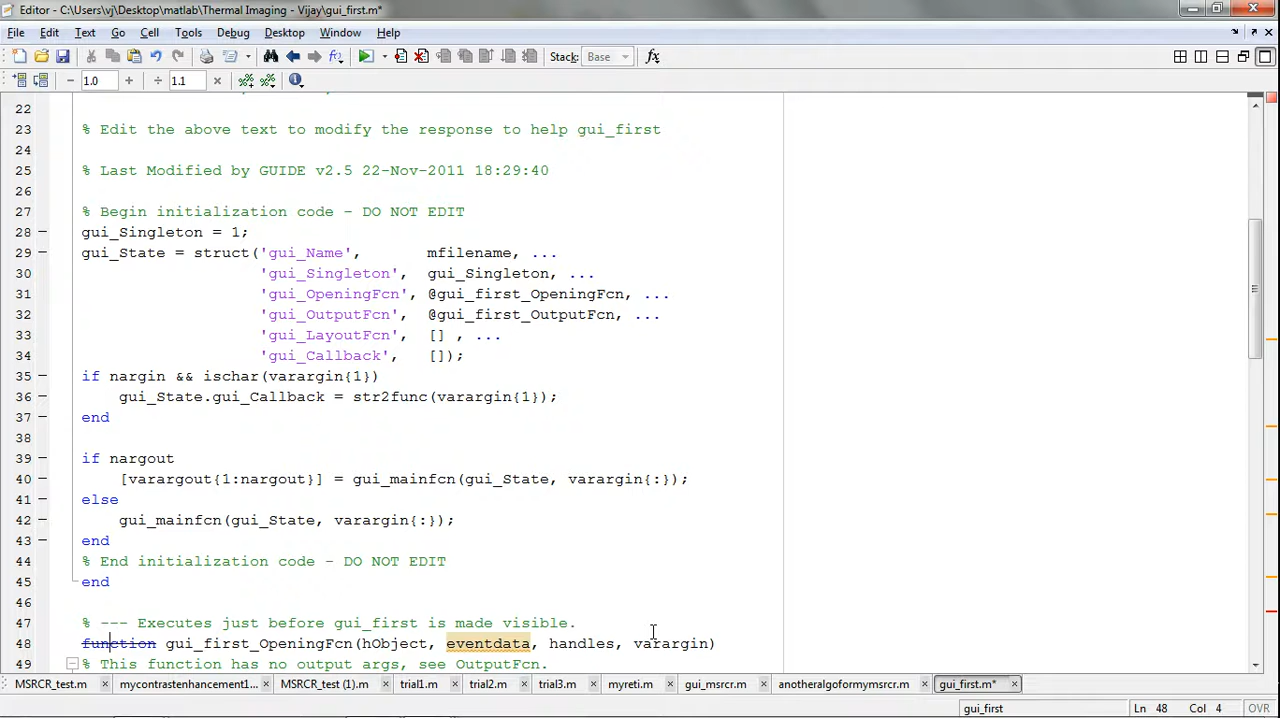 Editor - C:\Users\vj\Desktop\matlab\Thermal Imaging - Vijay\gui_first.m*
File Edit Text Go Cell Tools Debug Desktop Window Help
Stack: Base fx
1.0 1.1
22
23 % Edit the above text to modify the response to help gui_first
24
25 % Last Modified by GUIDE v2.5 22-Nov-2011 18:29:40
26
27 % Begin initialization code - DO NOT EDIT
28 gui_Singleton = 1;
29 gui_State = struct('gui_Name',       mfilename, ...
30                    'gui_Singleton',  gui_Singleton, ...
31                    'gui_OpeningFcn', @gui_first_OpeningFcn, ...
32                    'gui_OutputFcn',  @gui_first_OutputFcn, ...
33                    'gui_LayoutFcn',  [] , ...
34                    'gui_Callback',   []);
35 if nargin && ischar(varargin{1})
36     gui_State.gui_Callback = str2func(varargin{1});
37 end
38
39 if nargout
40     [varargout{1:nargout}] = gui_mainfcn(gui_State, varargin{:});
41 else
42     gui_mainfcn(gui_State, varargin{:});
43 end
44 % End initialization code - DO NOT EDIT
45 end
46
47 % --- Executes just before gui_first is made visible.
48 function gui_first_OpeningFcn(hObject, eventdata, handles, varargin)
49 % This function has no output args, see OutputFcn.
MSRCR_test.m mycontrastenhancement1... MSRCR_test (1).m trial1.m trial2.m trial3.m myreti.m gui_msrcr.m anotheralgoformymsrcr.m gui_first.m*
gui_first Ln 48 Col 4 OVR